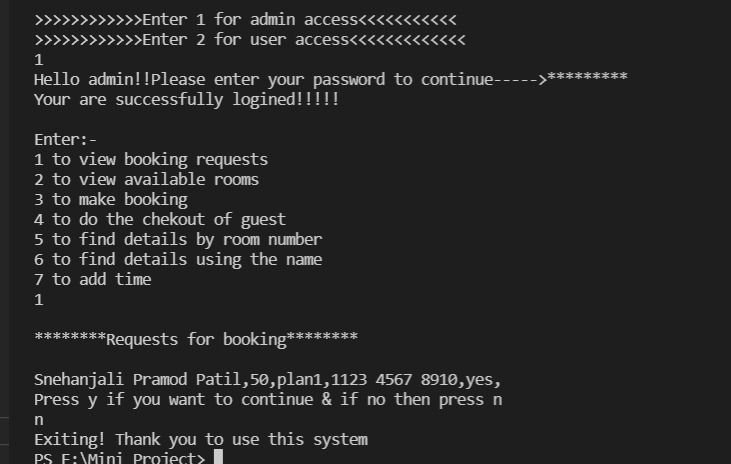 >>>>>>>>>>>>Enter 1 for admin access<<<<<<<<<<<
>>>>>>>>>>>>Enter 2 for user access<<<<<<<<<<<<<
1
Hello admin!!Please enter your password to continue----->*********
Your are successfully logined!!!!!
Enter:-
1 to view booking requests
2 to view available rooms
3 to make booking
4 to do the chekout of guest
5 to find details by room number
6 to find details using the name
7 to add time
1
********Requests for booking********
Snehanjali Pramod Patil,50,plan1,1123 4567 8910,yes,
Press y if you want to continue & if no then press n
n
Exiting! Thank you to use this system
PS E:\Mini Project>